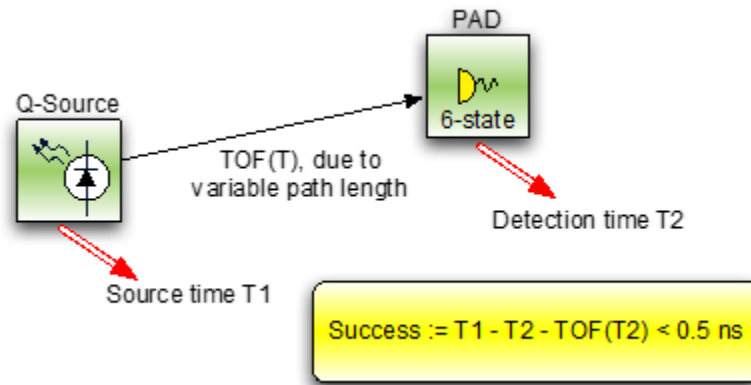 PAD
6-state
Q-Source
TOF(T), due to
variable path length
Detection time T2
Source time T1
Success := T1 - T2 - TOF(T2) < 0.5 ns